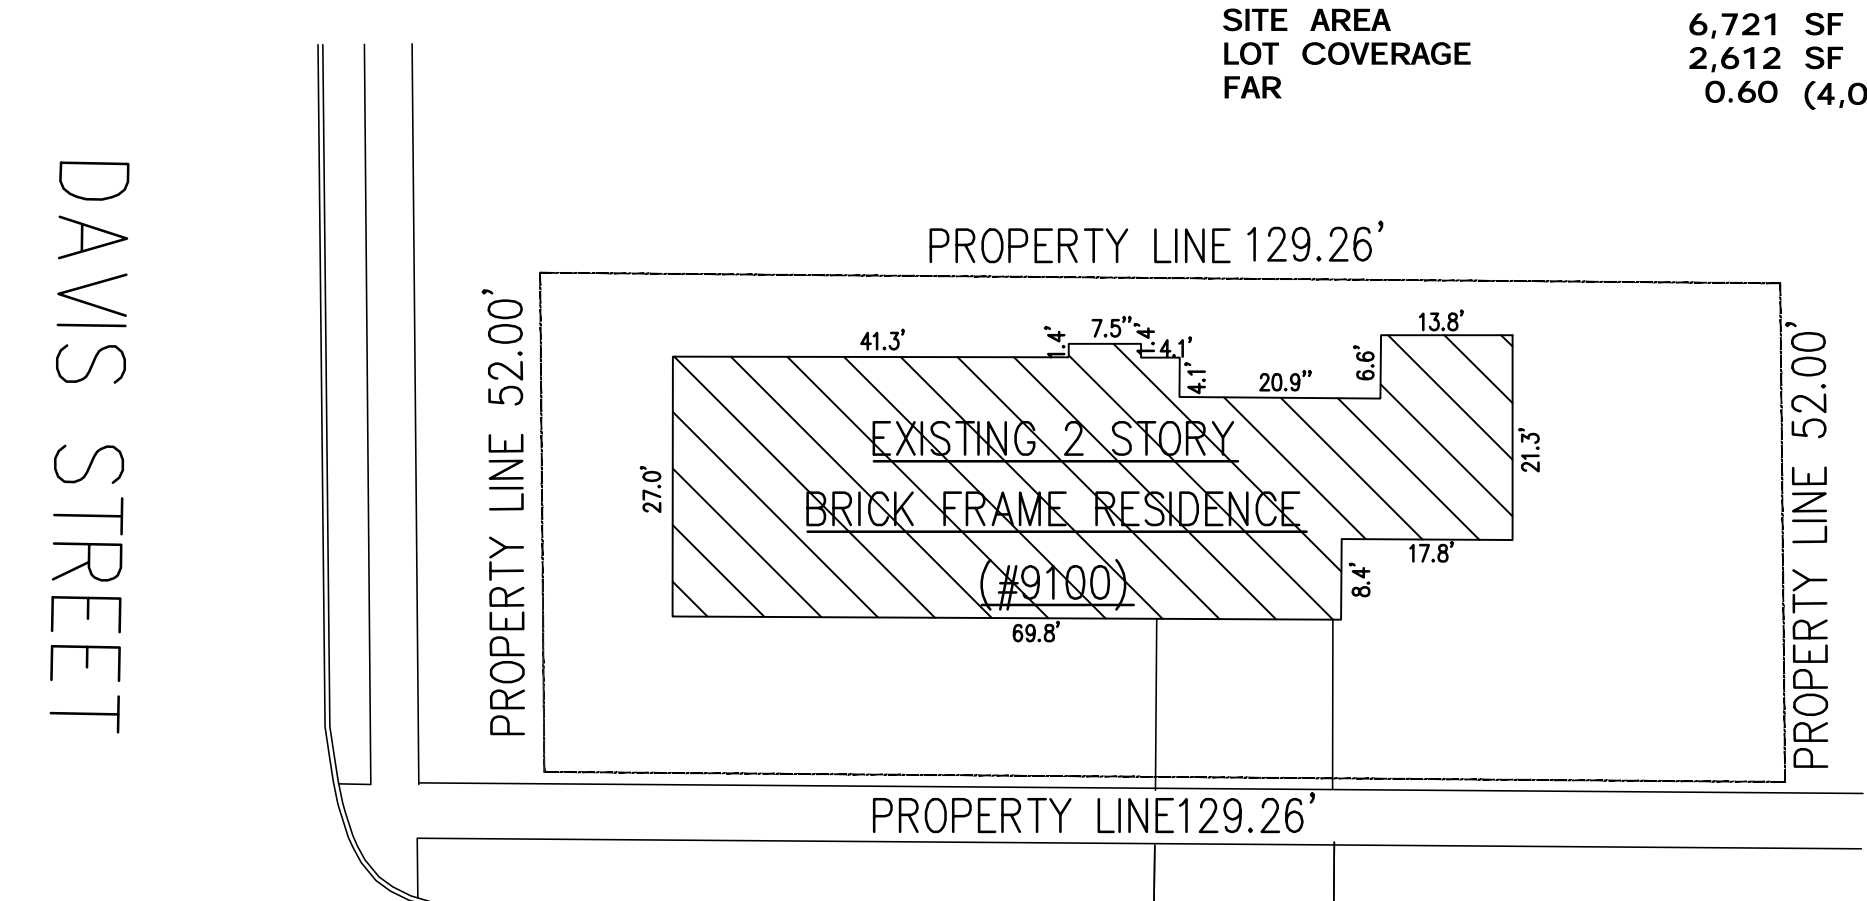 SITE AREA 6,721 SF
LOT COVERAGE 2,612 SF
FAR 0.60 (4,0
DAVIS STREET
PROPERTY LINE 129.26'
PROPERTY LINE 52.00'
41.3'
1.4'
7.5"
1.4'
4.1'
4.1'
20.9"
6.6'
13.8'
21.3'
27.0'
EXISTING 2 STORY
BRICK FRAME RESIDENCE
(#9100)
17.8'
8.4'
69.8'
PROPERTY LINE 52.00'
PROPERTY LINE129.26'